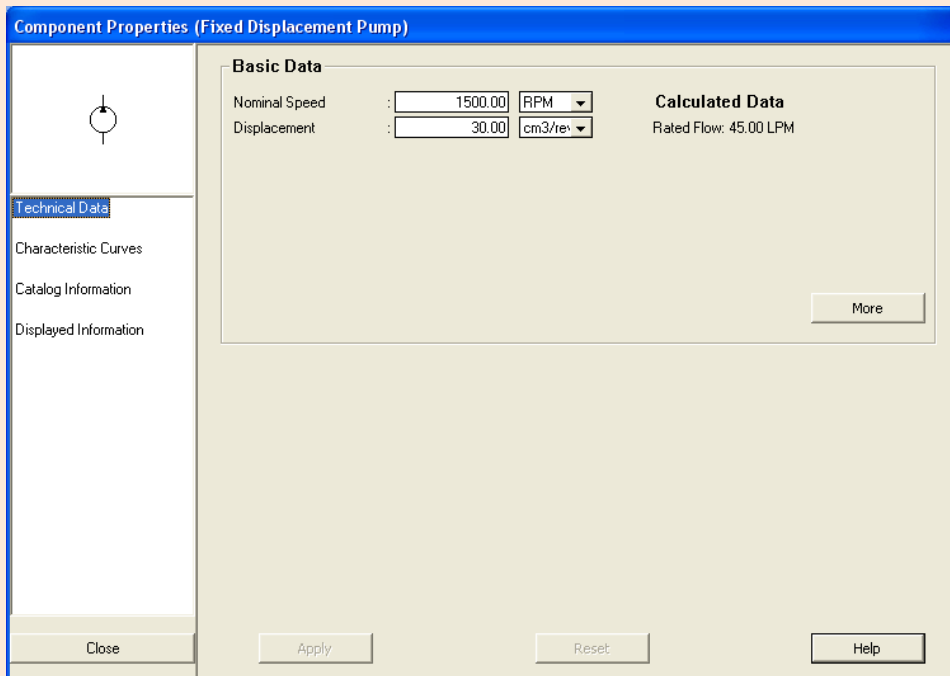 Component Properties (Fixed Displacement Pump)
Basic Data
Nominal Speed : 1500.00 RPM
Calculated Data
Displacement : 30.00 cm3/re
Rated Flow: 45.00 LPM
Technical Data
Characteristic Curves
Catalog Information
Displayed Information
More
Close
Apply
Reset
Help